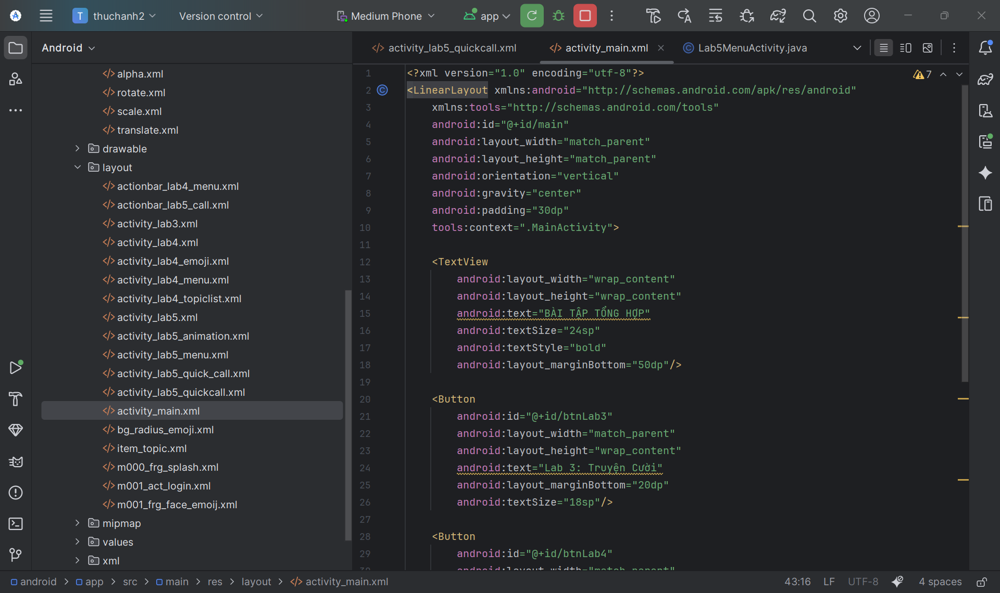 T thuchanh2 Version control Medium Phone app
Android
alpha.xml
rotate.xml
scale.xml
translate.xml
drawable
layout
actionbar_lab4_menu.xml
actionbar_lab5_call.xml
activity_lab3.xml
activity_lab4.xml
activity_lab4_emoji.xml
activity_lab4_menu.xml
activity_lab4_topiclist.xml
activity_lab5.xml
activity_lab5_animation.xml
activity_lab5_menu.xml
activity_lab5_quick_call.xml
activity_lab5_quickcall.xml
activity_main.xml
bg_radius_emoji.xml
item_topic.xml
m000_frg_splash.xml
m001_act_login.xml
m001_frg_face_emoij.xml
mipmap
values
xml
activity_lab5_quickcall.xml activity_main.xml Lab5MenuActivity.java
7
1 <?xml version="1.0" encoding="utf-8"?>
2 <LinearLayout xmlns:android="http://schemas.android.com/apk/res/android"
3 xmlns:tools="http://schemas.android.com/tools"
4 android:id="@+id/main"
5 android:layout_width="match_parent"
6 android:layout_height="match_parent"
7 android:orientation="vertical"
8 android:gravity="center"
9 android:padding="30dp"
10 tools:context=".MainActivity">
11
12 <TextView
13 android:layout_width="wrap_content"
14 android:layout_height="wrap_content"
15 android:text="BÀI TẬP TỔNG HỢP"
16 android:textSize="24sp"
17 android:textStyle="bold"
18 android:layout_marginBottom="50dp"/>
19
20 <Button
21 android:id="@+id/btnLab3"
22 android:layout_width="match_parent"
23 android:layout_height="wrap_content"
24 android:text="Lab 3: Truyện Cười"
25 android:layout_marginBottom="20dp"
26 android:textSize="18sp"/>
27
28 <Button
29 android:id="@+id/btnLab4"
30 android:layout_width="match_parent"
android > app > src > main > res > layout > activity_main.xml
43:16 LF UTF-8 4 spaces